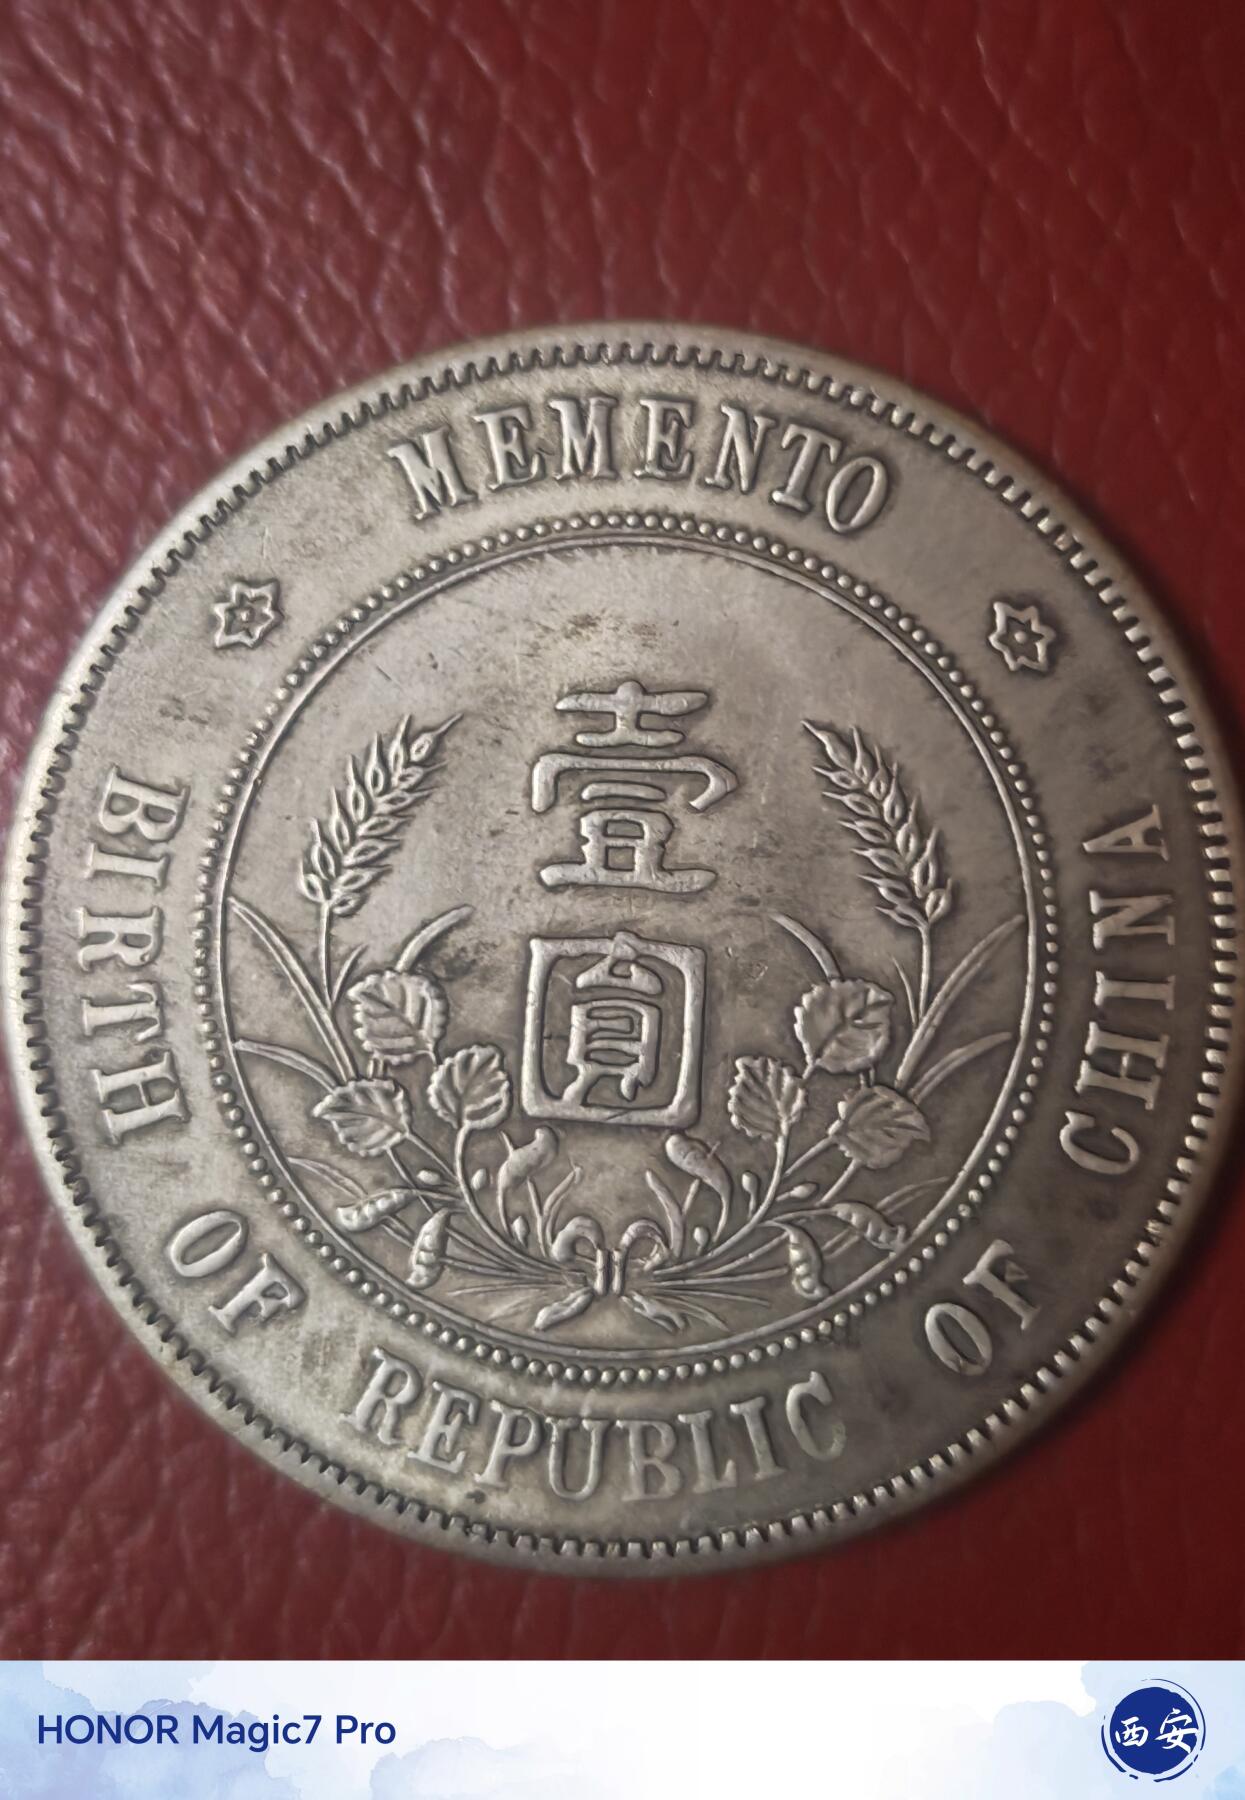 MEMENTO
壹
圓
BIRTH OF REPUBLIC OF CHINA
HONOR Magic7 Pro
西安